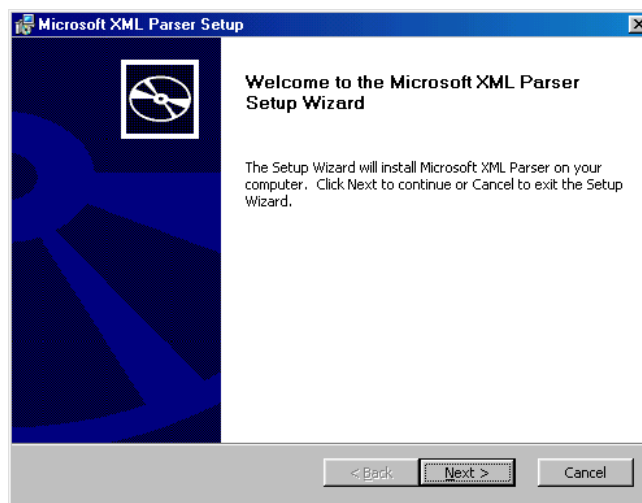 Microsoft XML Parser Setup
Welcome to the Microsoft XML Parser
Setup Wizard
The Setup Wizard will install Microsoft XML Parser on your
computer. Click Next to continue or Cancel to exit the Setup
Wizard.
< Back Next > Cancel